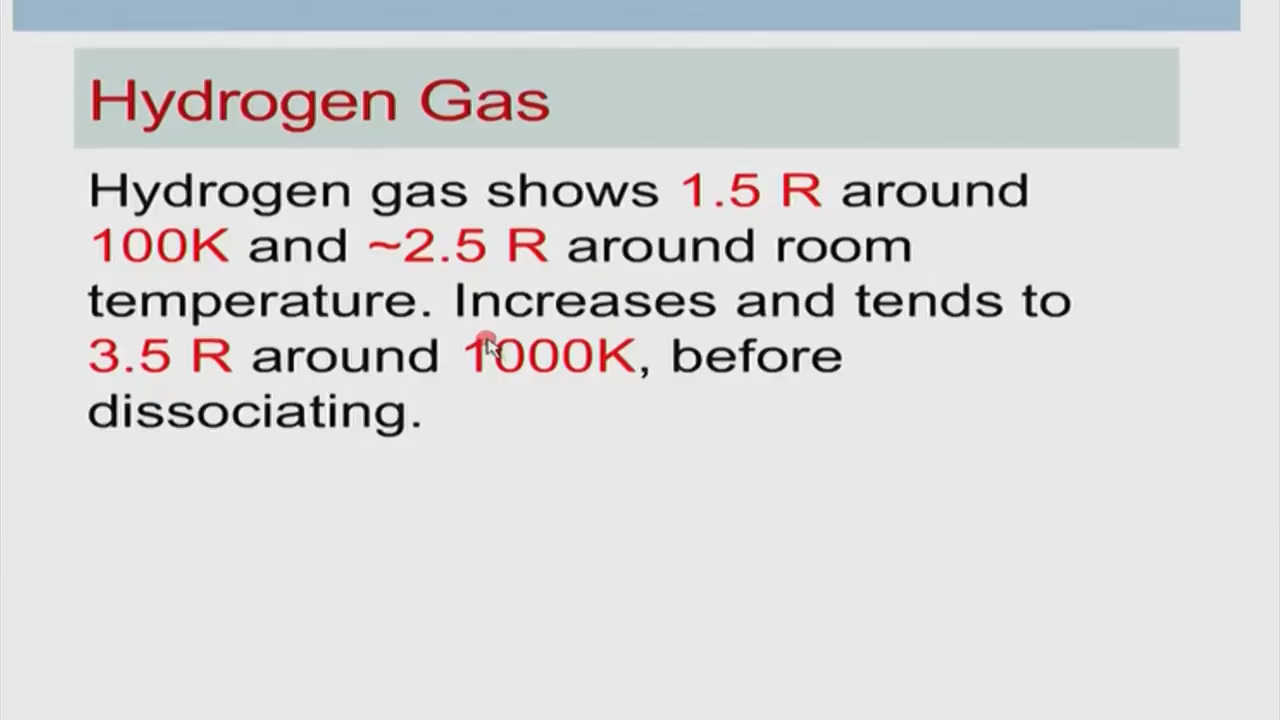 Hydrogen Gas
Hydrogen gas shows 1.5 R around
100K and ~2.5 R around room
temperature. Increases and tends to
3.5 R around 1000K, before
dissociating.